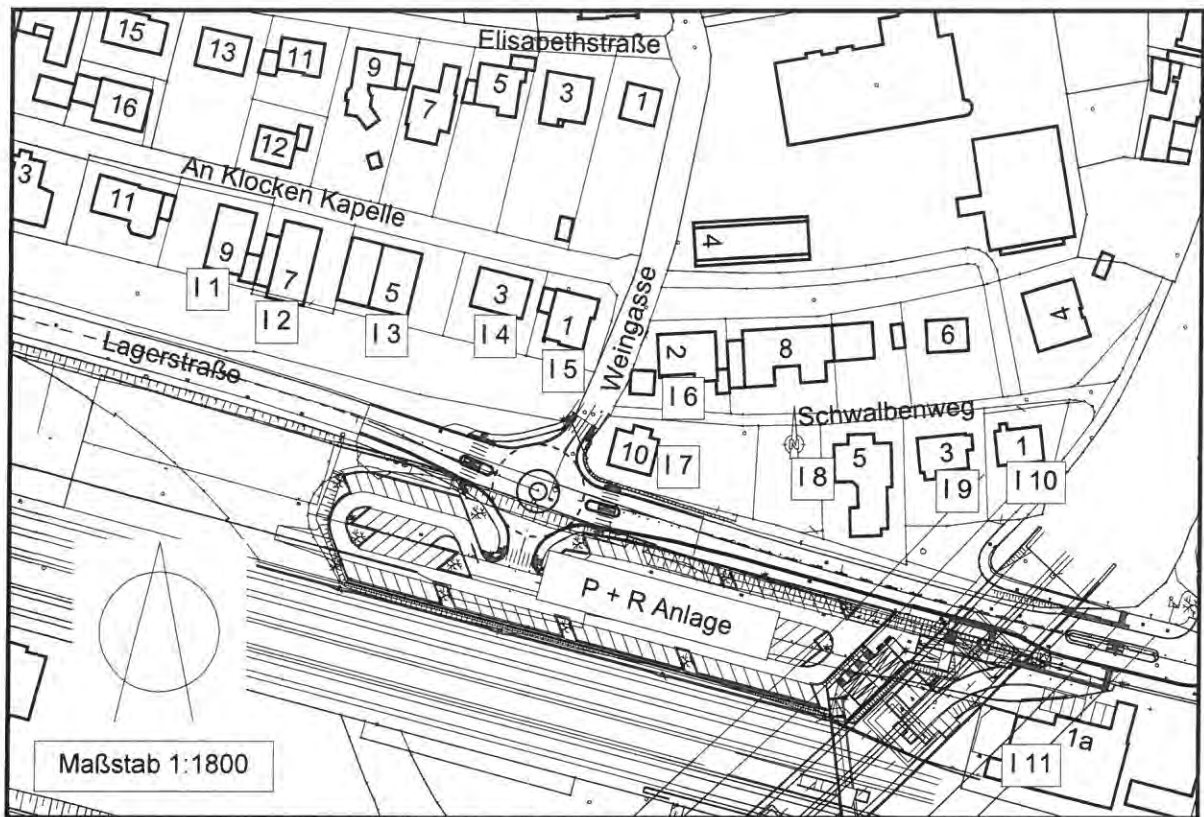 Elisabethstraße
15
13
11
9
7
5
3
1
16
12
An Klocken Kapelle
3
11
9
7
5
3
1
I 1
I 2
I 3
I 4
I 5
Weingasse
4
4
2
8
6
I 6
Lagerstraße
Schwalbenweg
10
I 7
I 8
5
3
I 9
1
I 10
P + R Anlage
Maßstab 1:1800
1a
I 11